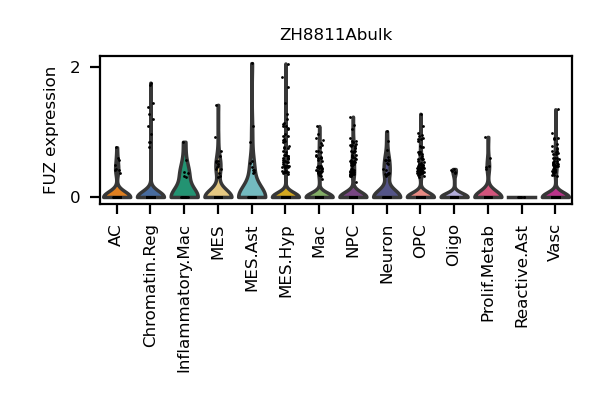 ZH8811Abulk
FUZ expression
2
0
AC
Chromatin.Reg
Inflammatory.Mac
MES
MES.Ast
MES.Hyp
Mac
NPC
Neuron
OPC
Oligo
Prolif.Metab
Reactive.Ast
Vasc